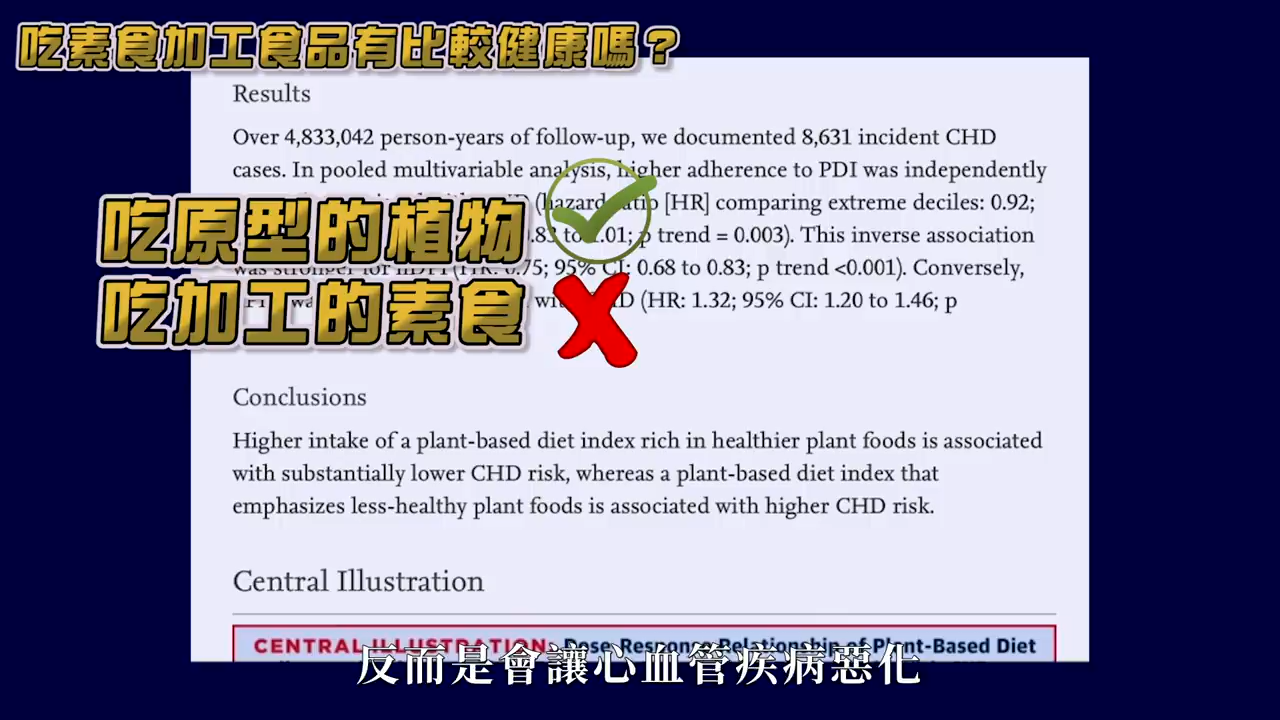 吃素食加工食品有比較健康嗎？
Results
Over 4,833,042 person-years of follow-up, we documented 8,631 incident CHD
cases. In pooled multivariable analysis, higher adherence to PDI was independently
(hazard ratio [HR] comparing extreme deciles: 0.92;
吃原型的植物
to 1.01; p trend = 0.003). This inverse association
was stronger for hPDI (HR: 0.75; 95% CI: 0.68 to 0.83; p trend <0.001). Conversely,
吃加工的素食
CHD (HR: 1.32; 95% CI: 1.20 to 1.46; p
Conclusions
Higher intake of a plant-based diet index rich in healthier plant foods is associated
with substantially lower CHD risk, whereas a plant-based diet index that
emphasizes less-healthy plant foods is associated with higher CHD risk.
Central Illustration
CENTRAL ILLUSTRATION: Dose-Response Relationship of Plant-Based Diet
反而是會讓心血管疾病惡化